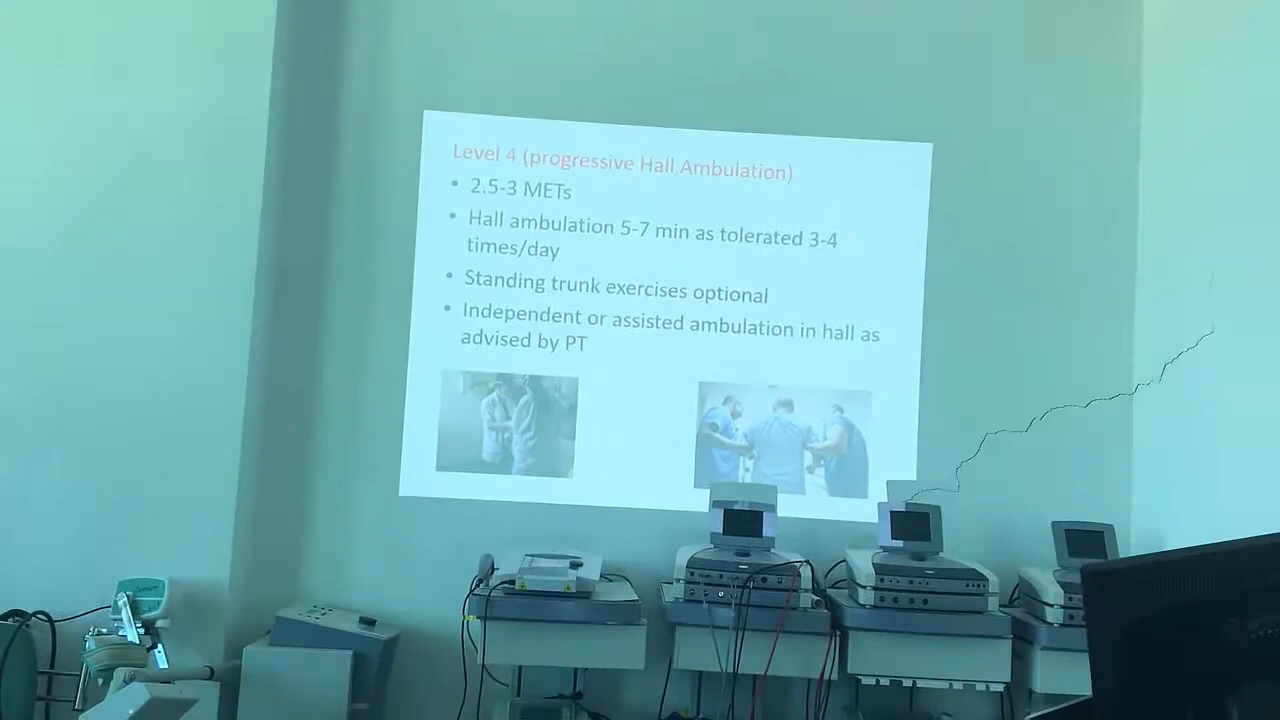 Level 4 (progressive Hall Ambulation)
• 2.5-3 METs
• Hall ambulation 5-7 min as tolerated 3-4
times/day
• Standing trunk exercises optional
• Independent or assisted ambulation in hall as
advised by PT